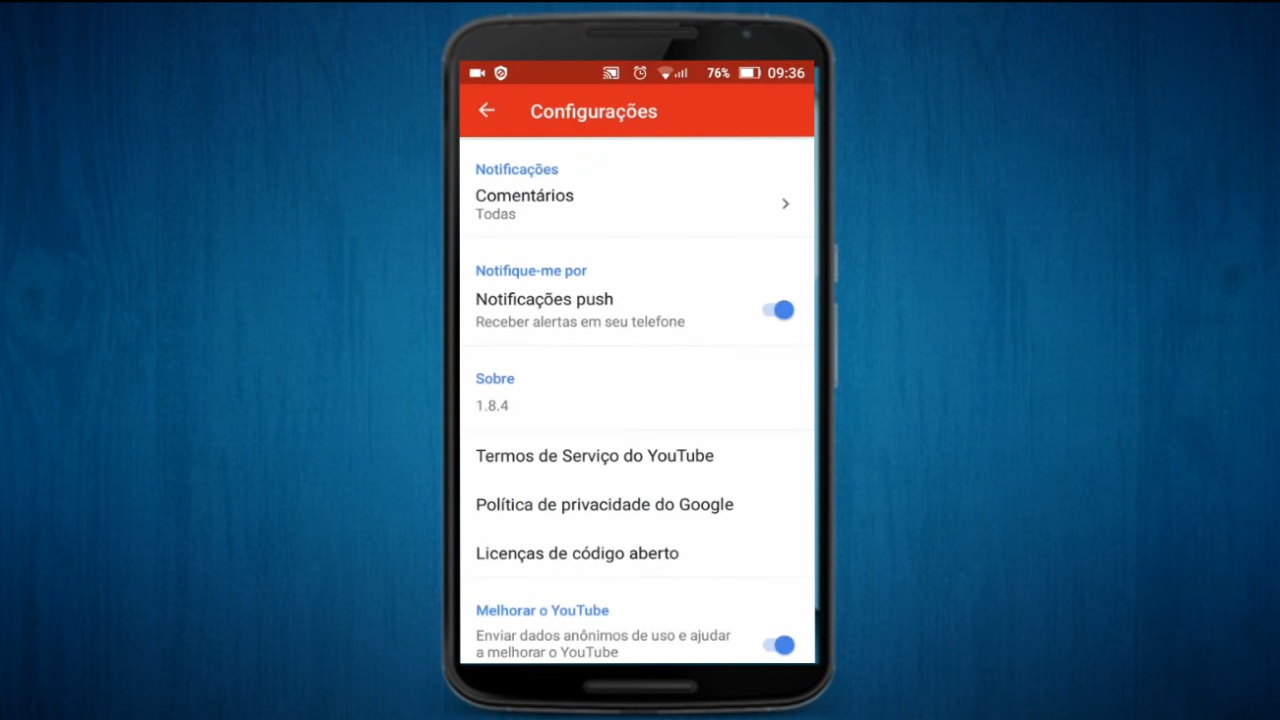 76% 09:36
Configurações
Notificações
Comentários
Todas
Notifique-me por
Notificações push
Receber alertas em seu telefone
Sobre
1.8.4
Termos de Serviço do YouTube
Política de privacidade do Google
Licenças de código aberto
Melhorar o YouTube
Enviar dados anônimos de uso e ajudar
a melhorar o YouTube